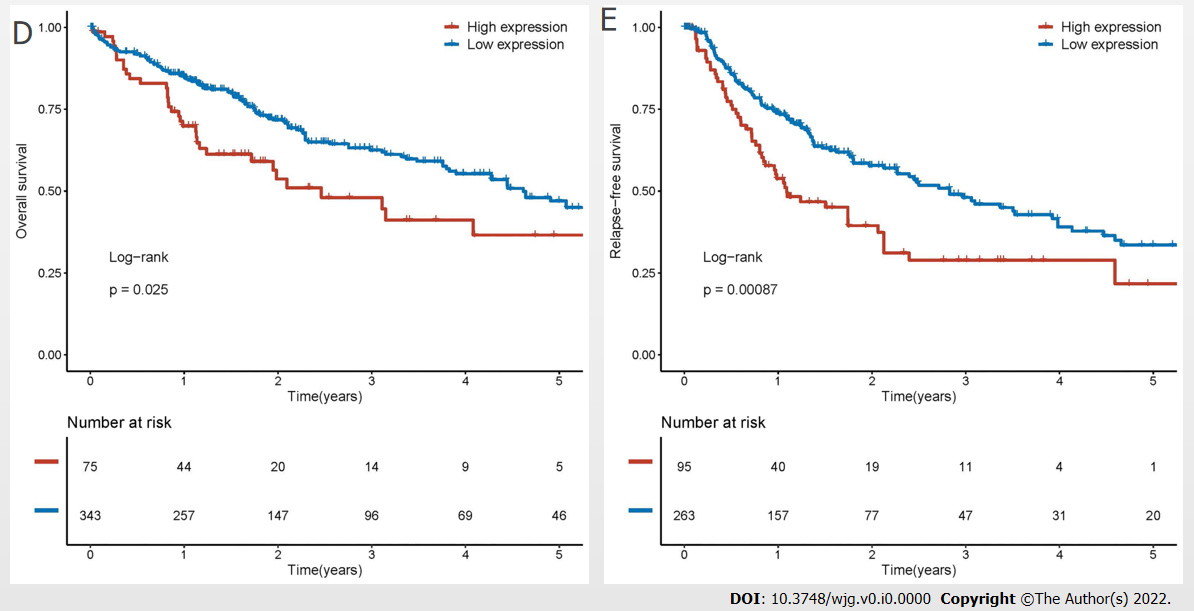 D
High expression
Low expression
1.00
0.75
0.50
0.25
0.00
Overall survival
Log−rank
p = 0.025
0 1 2 3 4 5
Time(years)
Number at risk
75 44 20 14 9 5
343 257 147 96 69 46
0 1 2 3 4 5
Time(years)
E
High expression
Low expression
1.00
0.75
0.50
0.25
0.00
Relapse−free survival
Log−rank
p = 0.00087
0 1 2 3 4 5
Time(years)
Number at risk
95 40 19 11 4 1
263 157 77 47 31 20
0 1 2 3 4 5
Time(years)
DOI: 10.3748/wjg.v0.i0.0000 Copyright ©The Author(s) 2022.